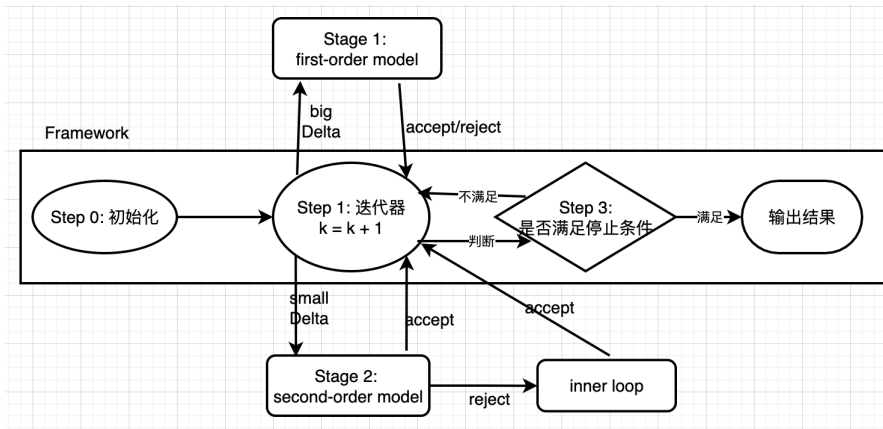 Stage 1:
first-order model
big
Delta
accept/reject
Framework
Step 0: 初始化
Step 1: 迭代器
k = k + 1
不满足
判断
Step 3:
是否满足停止条件
满足
输出结果
small
Delta
accept
accept
Stage 2:
second-order model
reject
inner loop